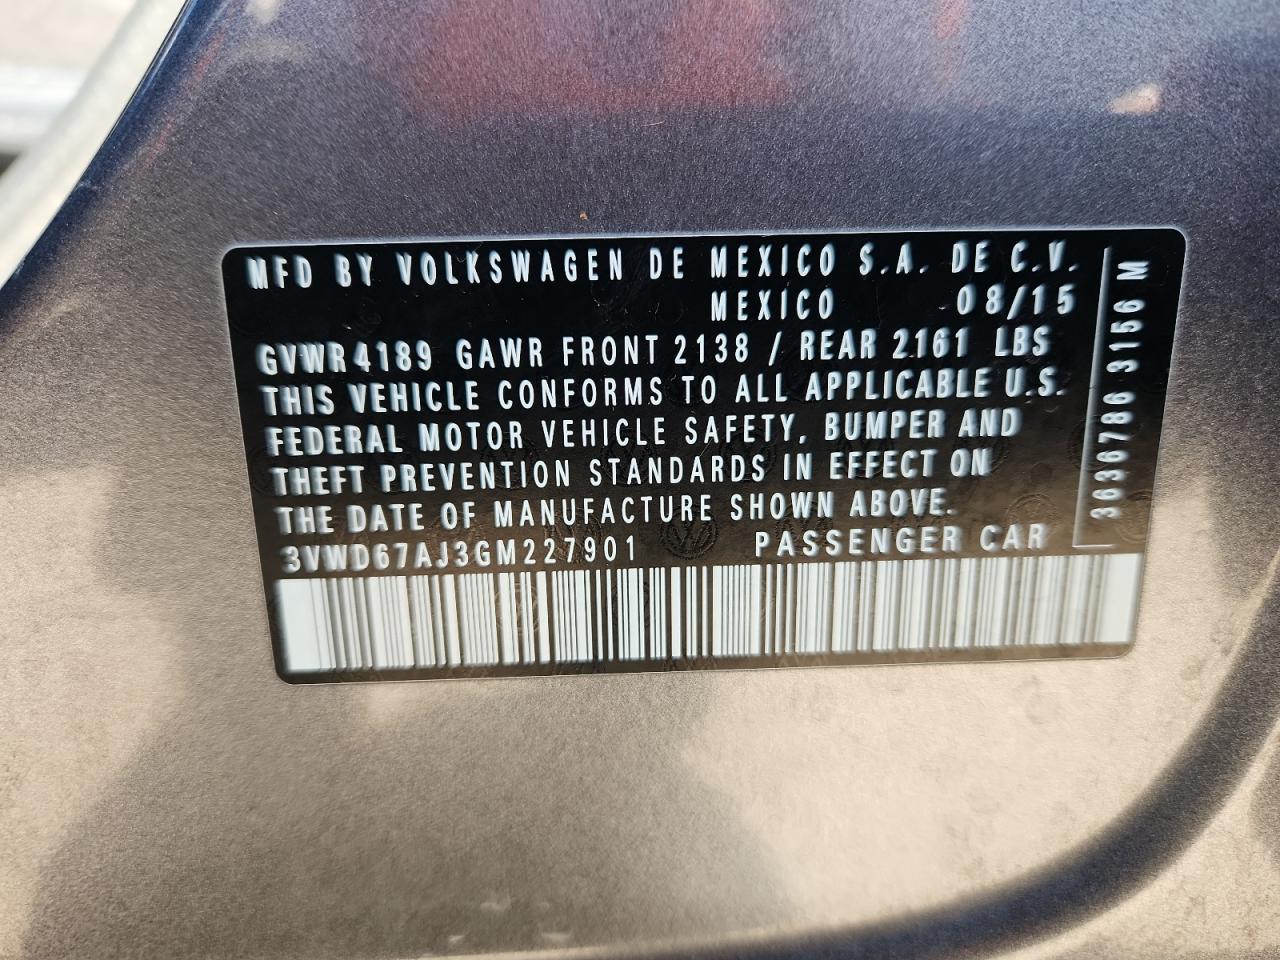 MFD BY VOLKSWAGEN DE MEXICO S.A. DE C.V.
MEXICO 08/15
GVWR 4189 GAWR FRONT 2138 / REAR 2161 LBS
THIS VEHICLE CONFORMS TO ALL APPLICABLE U.S.
FEDERAL MOTOR VEHICLE SAFETY, BUMPER AND
THEFT PREVENTION STANDARDS IN EFFECT ON
THE DATE OF MANUFACTURE SHOWN ABOVE.
3VWD67AJ3GM227901 PASSENGER CAR
3636786 3156 M